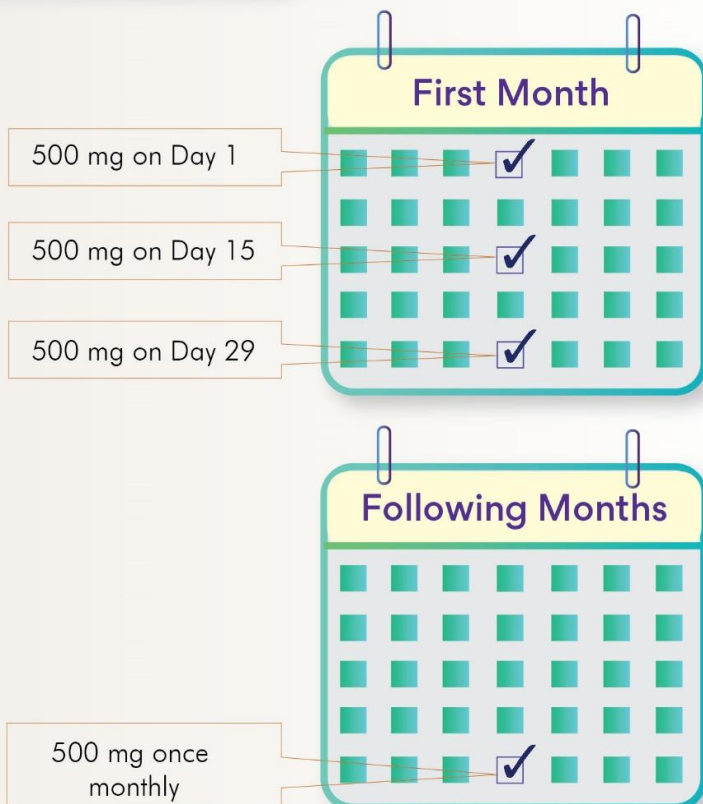 First Month
500 mg on Day 1
500 mg on Day 15
500 mg on Day 29
Following Months
500 mg once
monthly